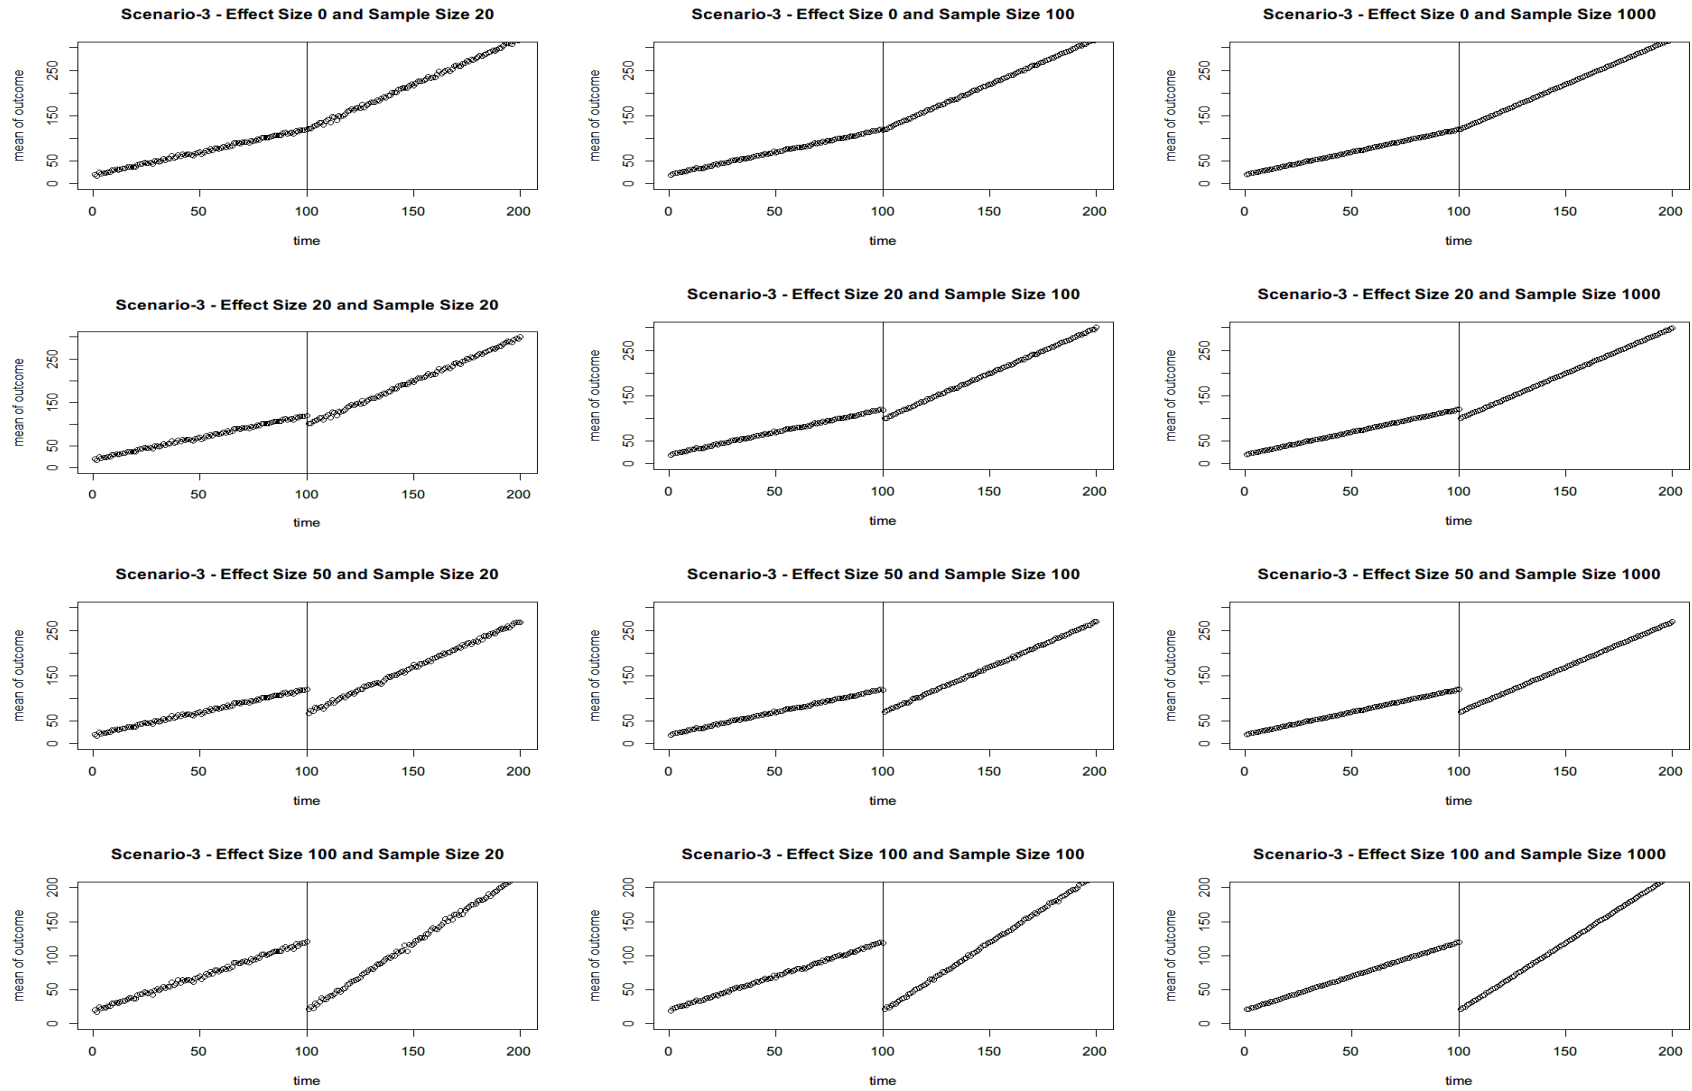 Scenario-3 - Effect Size 0 and Sample Size 20
mean of outcome
0 50 150 250
0 50 100 150 200
time
Scenario-3 - Effect Size 0 and Sample Size 100
mean of outcome
0 50 150 250
0 50 100 150 200
time
Scenario-3 - Effect Size 0 and Sample Size 1000
mean of outcome
0 50 150 250
0 50 100 150 200
time
Scenario-3 - Effect Size 20 and Sample Size 20
mean of outcome
0 50 150 250
0 50 100 150 200
time
Scenario-3 - Effect Size 20 and Sample Size 100
mean of outcome
0 50 150 250
0 50 100 150 200
time
Scenario-3 - Effect Size 20 and Sample Size 1000
mean of outcome
0 50 150 250
0 50 100 150 200
time
Scenario-3 - Effect Size 50 and Sample Size 20
mean of outcome
0 50 150 250
0 50 100 150 200
time
Scenario-3 - Effect Size 50 and Sample Size 100
mean of outcome
0 50 150 250
0 50 100 150 200
time
Scenario-3 - Effect Size 50 and Sample Size 1000
mean of outcome
0 50 150 250
0 50 100 150 200
time
Scenario-3 - Effect Size 100 and Sample Size 20
mean of outcome
0 50 100 150 200
0 50 100 150 200
time
Scenario-3 - Effect Size 100 and Sample Size 100
mean of outcome
0 50 100 150 200
0 50 100 150 200
time
Scenario-3 - Effect Size 100 and Sample Size 1000
mean of outcome
0 50 100 150 200
0 50 100 150 200
time